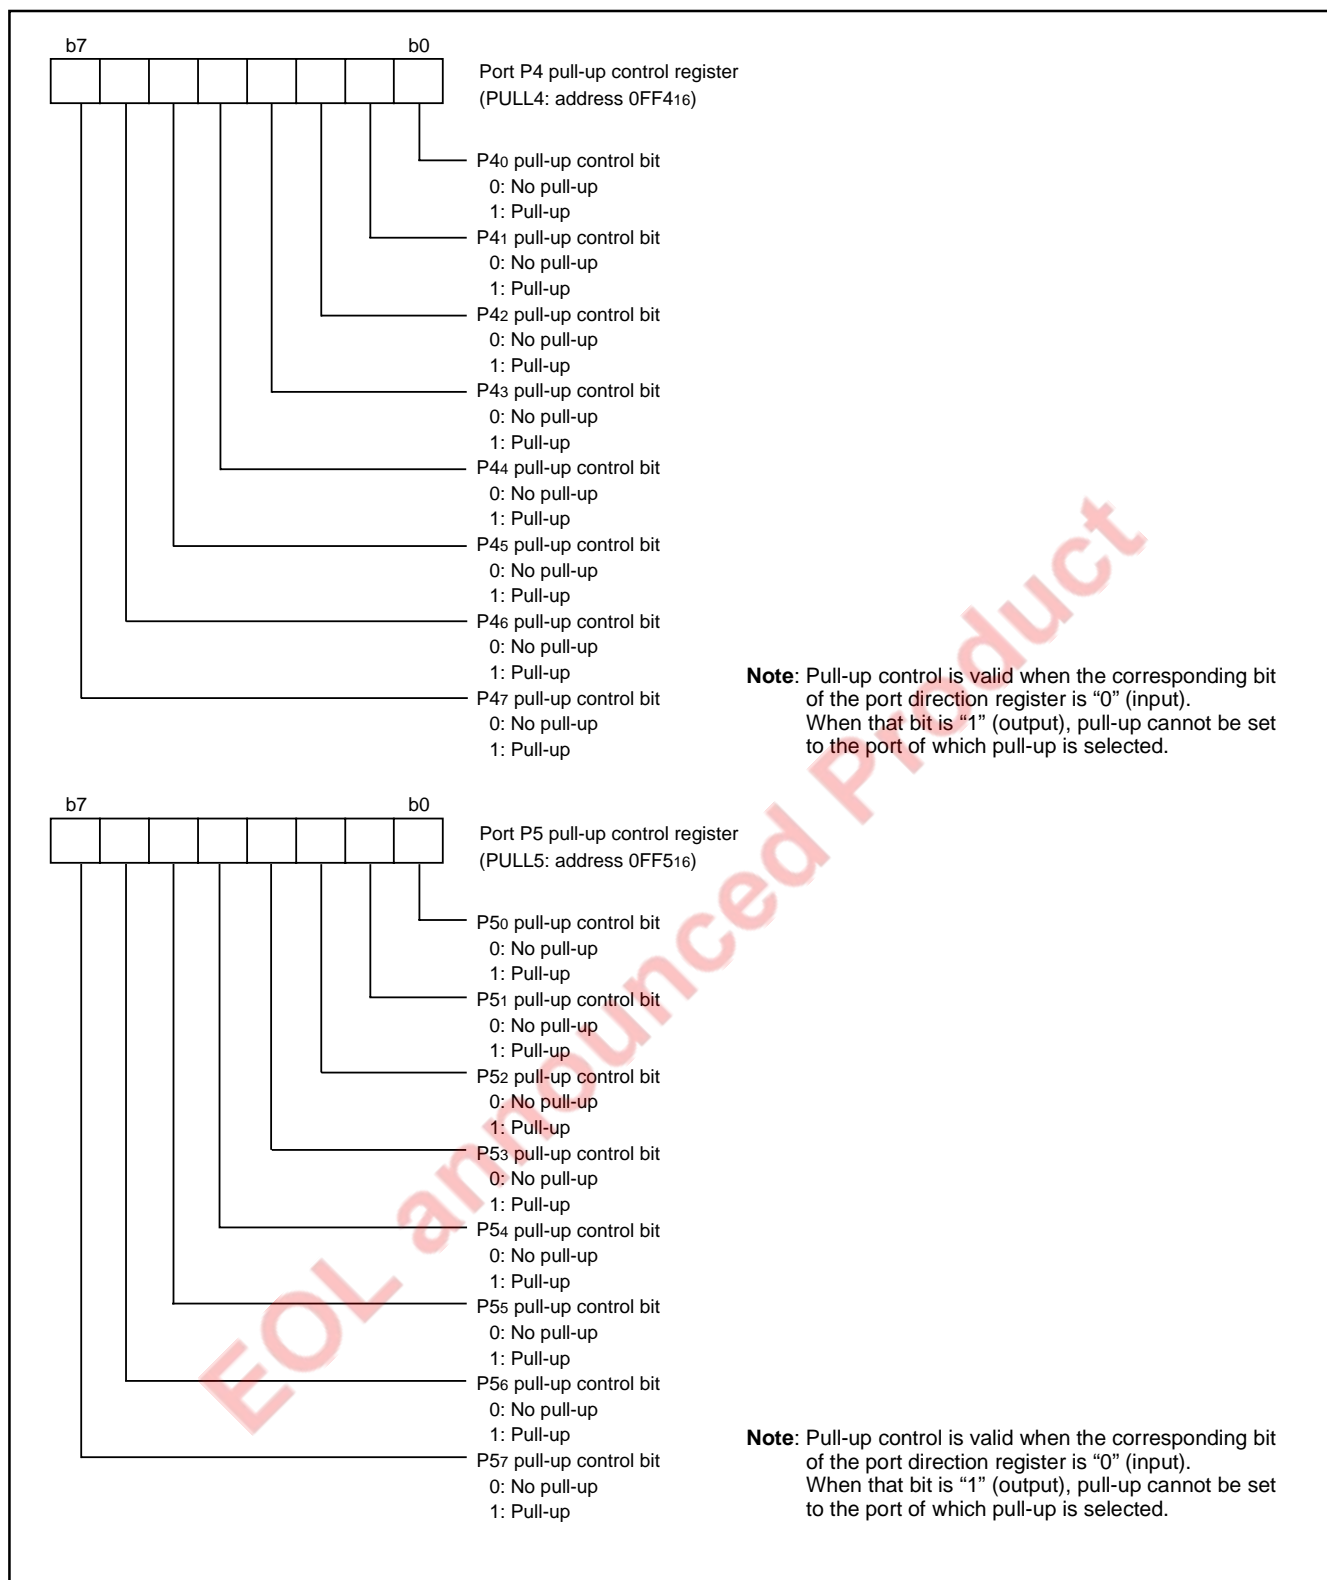 b7 b0
Port P4 pull-up control register
(PULL4: address 0FF416)
P40 pull-up control bit
0: No pull-up
1: Pull-up
P41 pull-up control bit
0: No pull-up
1: Pull-up
P42 pull-up control bit
0: No pull-up
1: Pull-up
P43 pull-up control bit
0: No pull-up
1: Pull-up
P44 pull-up control bit
0: No pull-up
1: Pull-up
P45 pull-up control bit
0: No pull-up
1: Pull-up
P46 pull-up control bit
0: No pull-up
1: Pull-up
P47 pull-up control bit
0: No pull-up
1: Pull-up
Note: Pull-up control is valid when the corresponding bit
of the port direction register is “0” (input).
When that bit is “1” (output), pull-up cannot be set
to the port of which pull-up is selected.
b7 b0
Port P5 pull-up control register
(PULL5: address 0FF516)
P50 pull-up control bit
0: No pull-up
1: Pull-up
P51 pull-up control bit
0: No pull-up
1: Pull-up
P52 pull-up control bit
0: No pull-up
1: Pull-up
P53 pull-up control bit
0: No pull-up
1: Pull-up
P54 pull-up control bit
0: No pull-up
1: Pull-up
P55 pull-up control bit
0: No pull-up
1: Pull-up
P56 pull-up control bit
0: No pull-up
1: Pull-up
P57 pull-up control bit
0: No pull-up
1: Pull-up
Note: Pull-up control is valid when the corresponding bit
of the port direction register is “0” (input).
When that bit is “1” (output), pull-up cannot be set
to the port of which pull-up is selected.
EOL announced Product